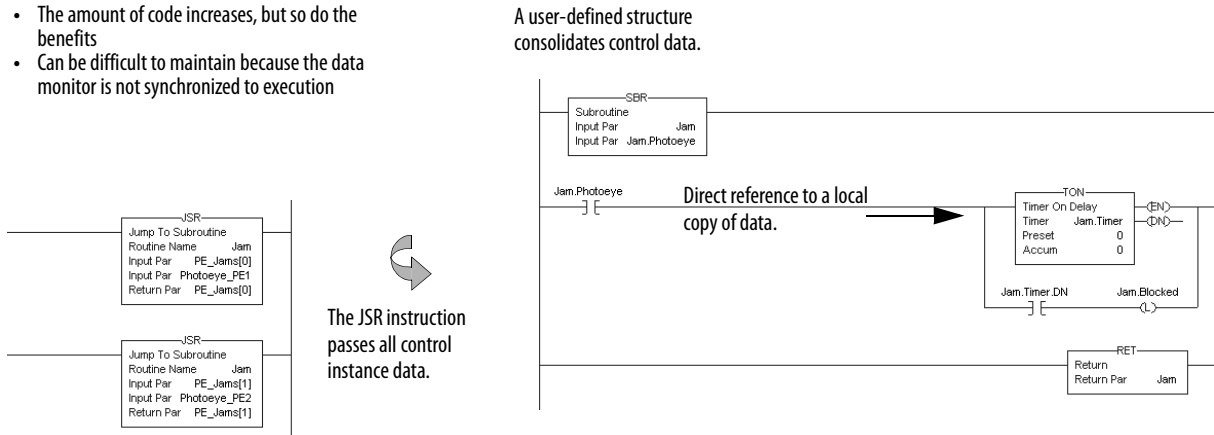 • The amount of code increases, but so do the
benefits
• Can be difficult to maintain because the data
monitor is not synchronized to execution
JSR
Jump To Subroutine
Routine Name Jam
Input Par PE_Jams[0]
Input Par Photoeye_PE1
Return Par PE_Jams[0]
JSR
Jump To Subroutine
Routine Name Jam
Input Par PE_Jams[1]
Input Par Photoeye_PE2
Return Par PE_Jams[1]
The JSR instruction
passes all control
instance data.
A user-defined structure
consolidates control data.
SBR
Subroutine
Input Par Jam
Input Par Jam.Photoeye
Jam.Photoeye
Direct reference to a local
copy of data.
TON
Timer On Delay
Timer Jam.Timer
Preset 0
Accum 0
EN
DN
Jam.Timer.DN
Jam.Blocked
L
RET
Return
Return Par Jam